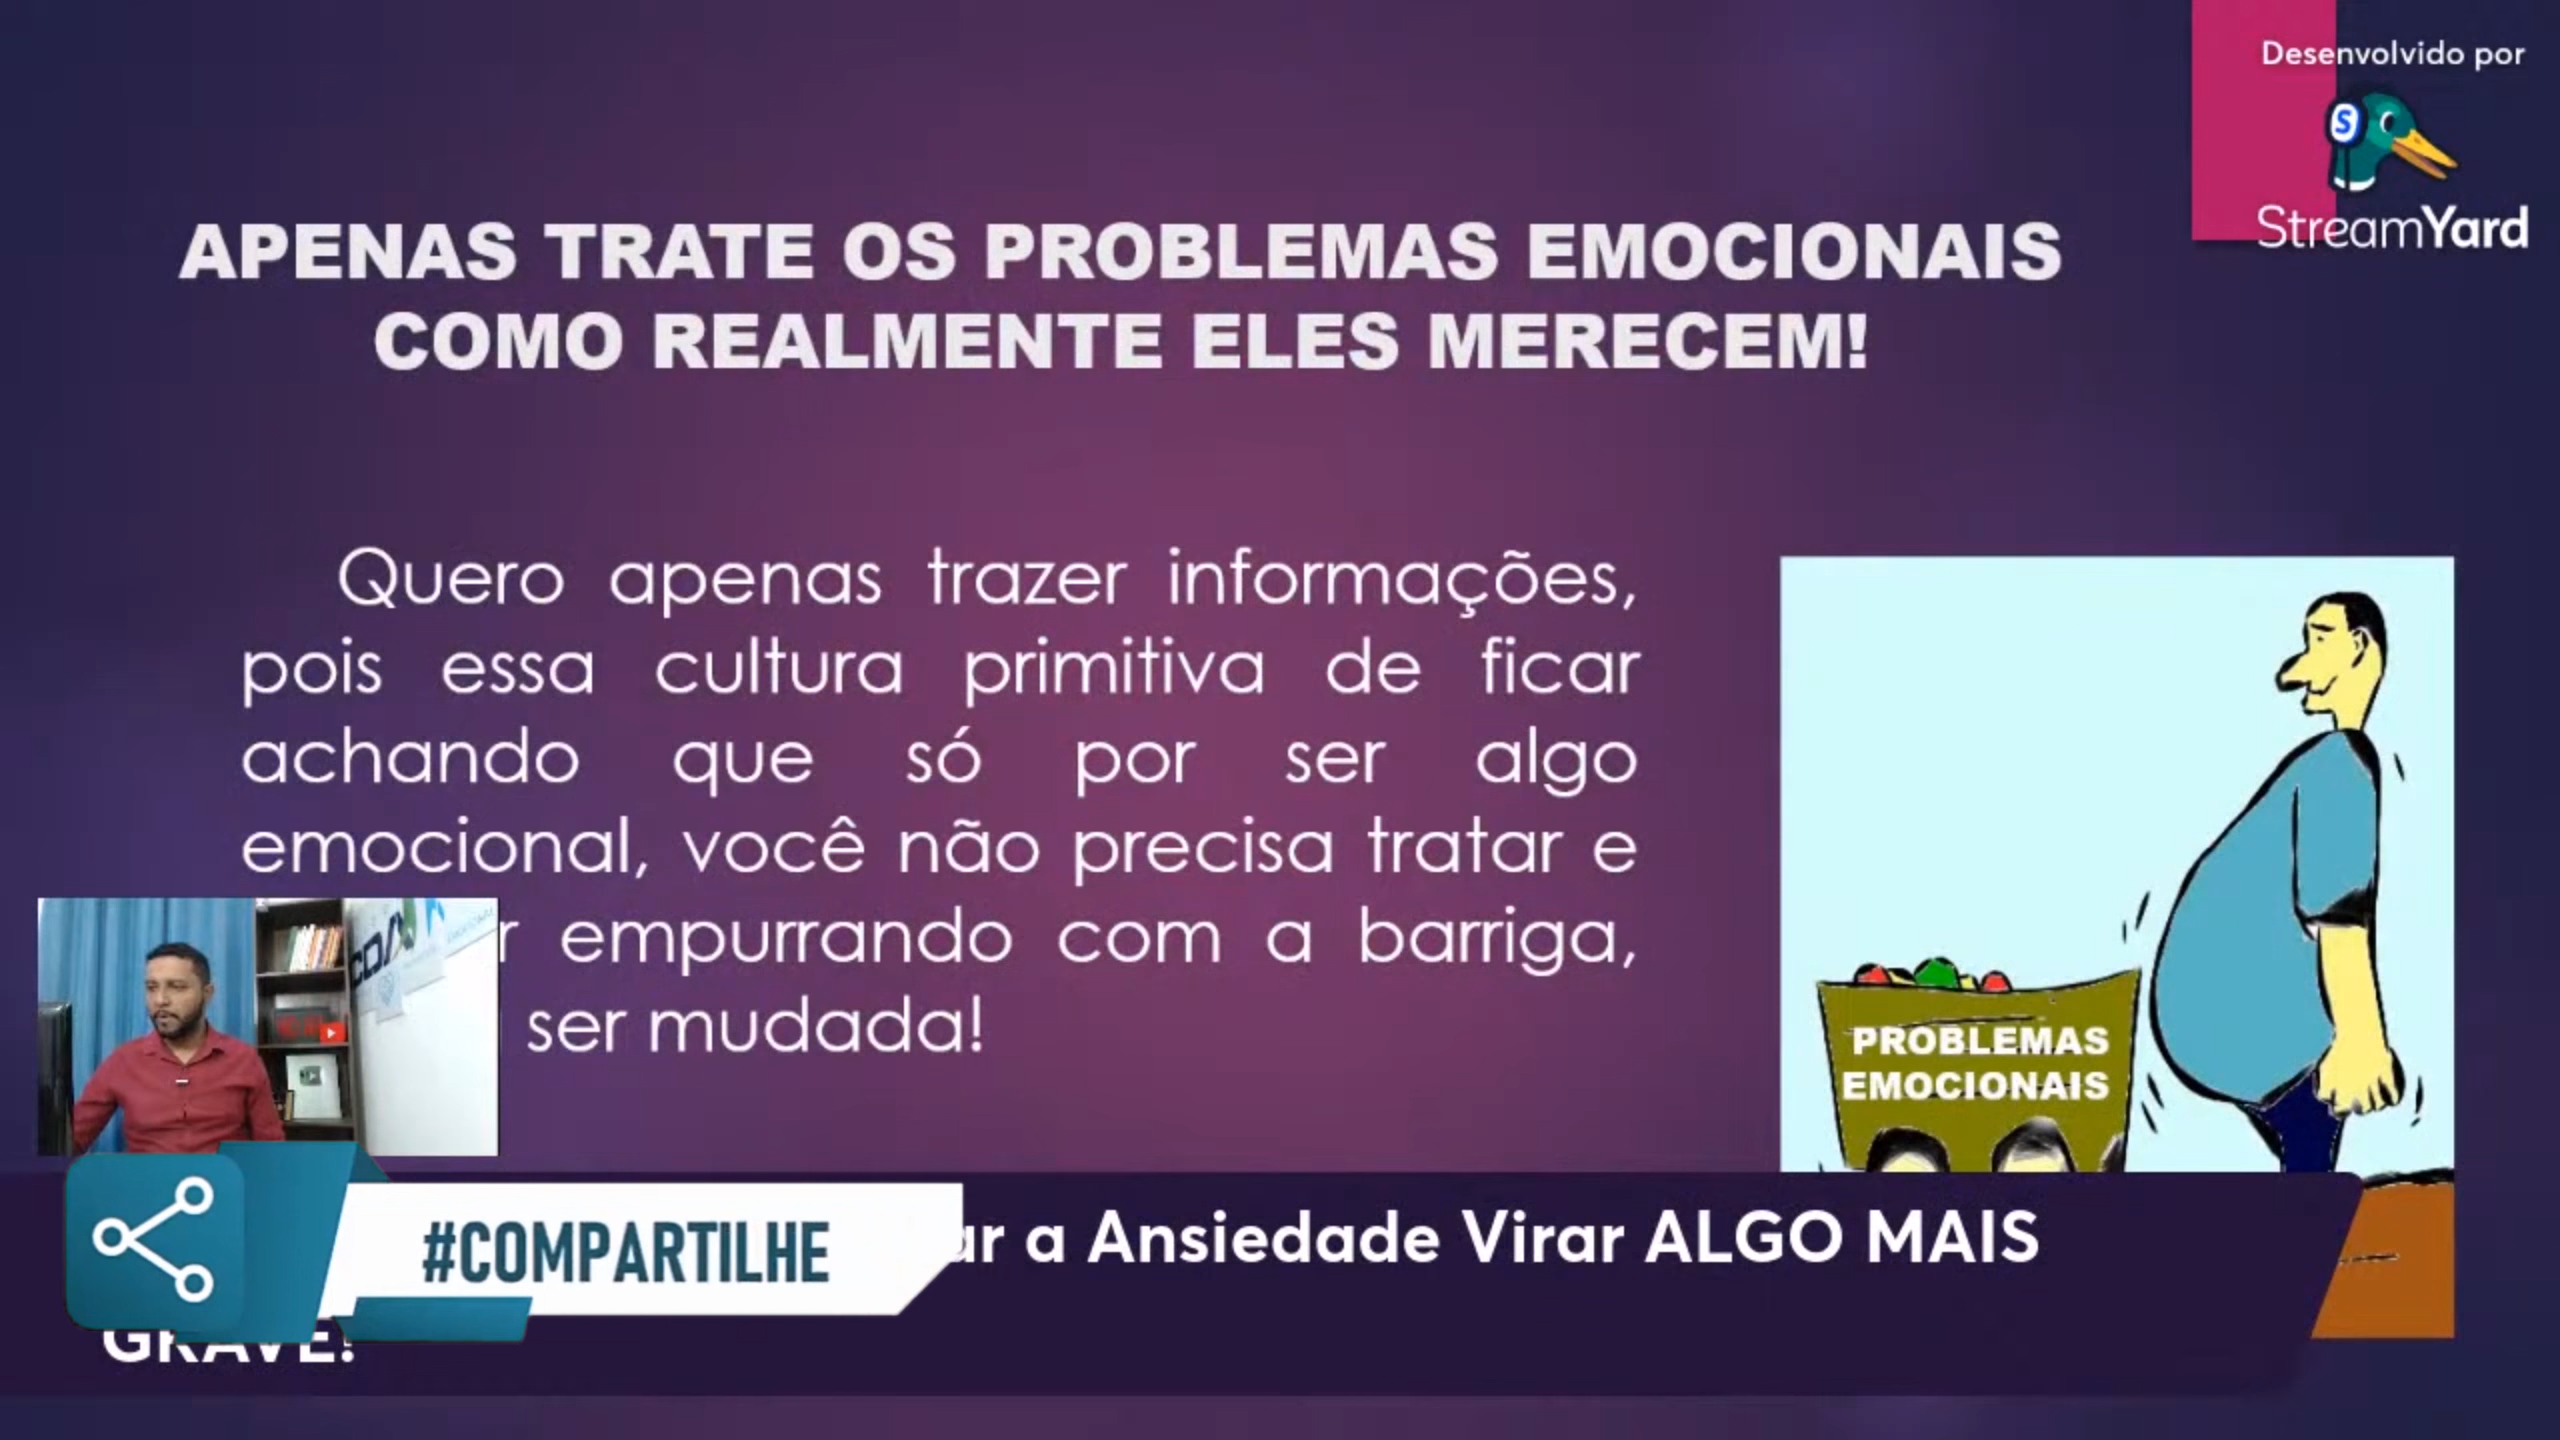 Desenvolvido por
StreamYard
APENAS TRATE OS PROBLEMAS EMOCIONAIS
COMO REALMENTE ELES MERECEM!
Quero apenas trazer informações,
pois essa cultura primitiva de ficar
achando que só por ser algo
emocional, você não precisa tratar e
empurrando com a barriga,
ser mudada!
PROBLEMAS
EMOCIONAIS
#COMPARTILHE
a Ansiedade Virar ALGO MAIS
GRAVE!